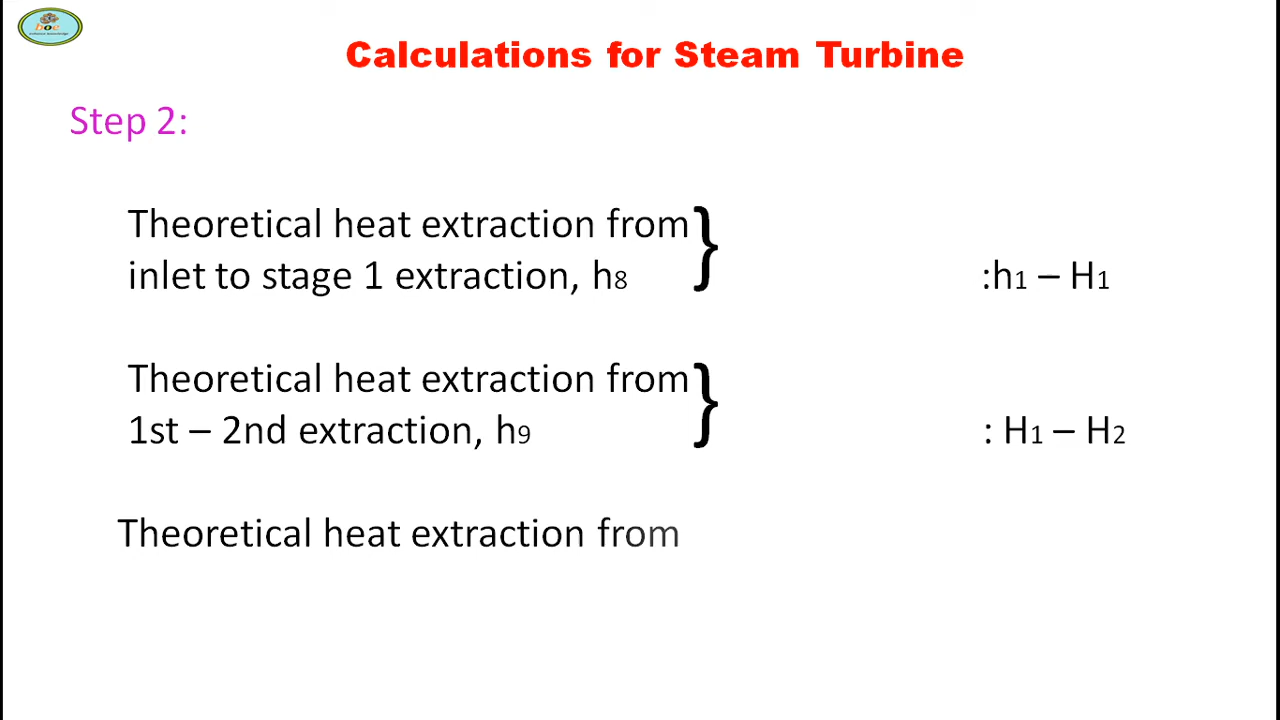 Calculations for Steam Turbine
Step 2:
Theoretical heat extraction from
inlet to stage 1 extraction, h8 } :h1 – H1
Theoretical heat extraction from
1st – 2nd extraction, h9 } : H1 – H2
Theoretical heat extraction from